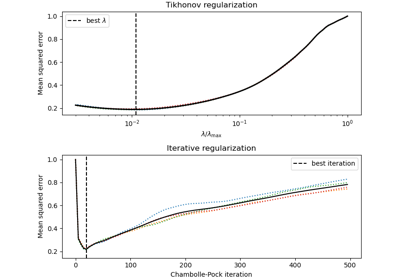 Tikhonov regularization
1.0
0.8
0.6
0.4
0.2
Mean squared error
best λ
10⁻²
10⁻¹
10⁰
λ/λmax
Iterative regularization
1.0
0.8
0.6
0.4
0.2
Mean squared error
best iteration
0
100
200
300
400
500
Chambolle-Pock iteration